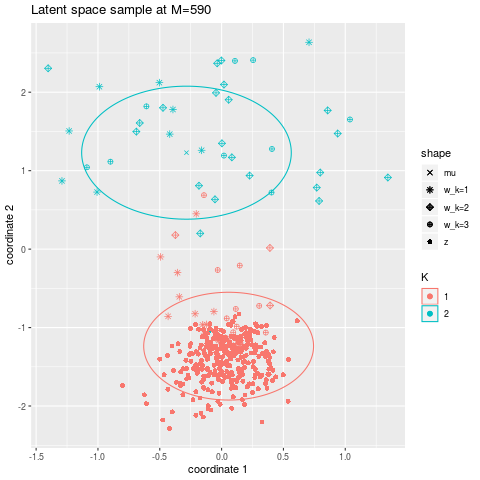 Latent space sample at M=590
coordinate 2
2
1
0
-1
-2
-1.5
-1.0
-0.5
0.0
0.5
1.0
coordinate 1
shape
mu
w_k=1
w_k=2
w_k=3
z
K
1
2